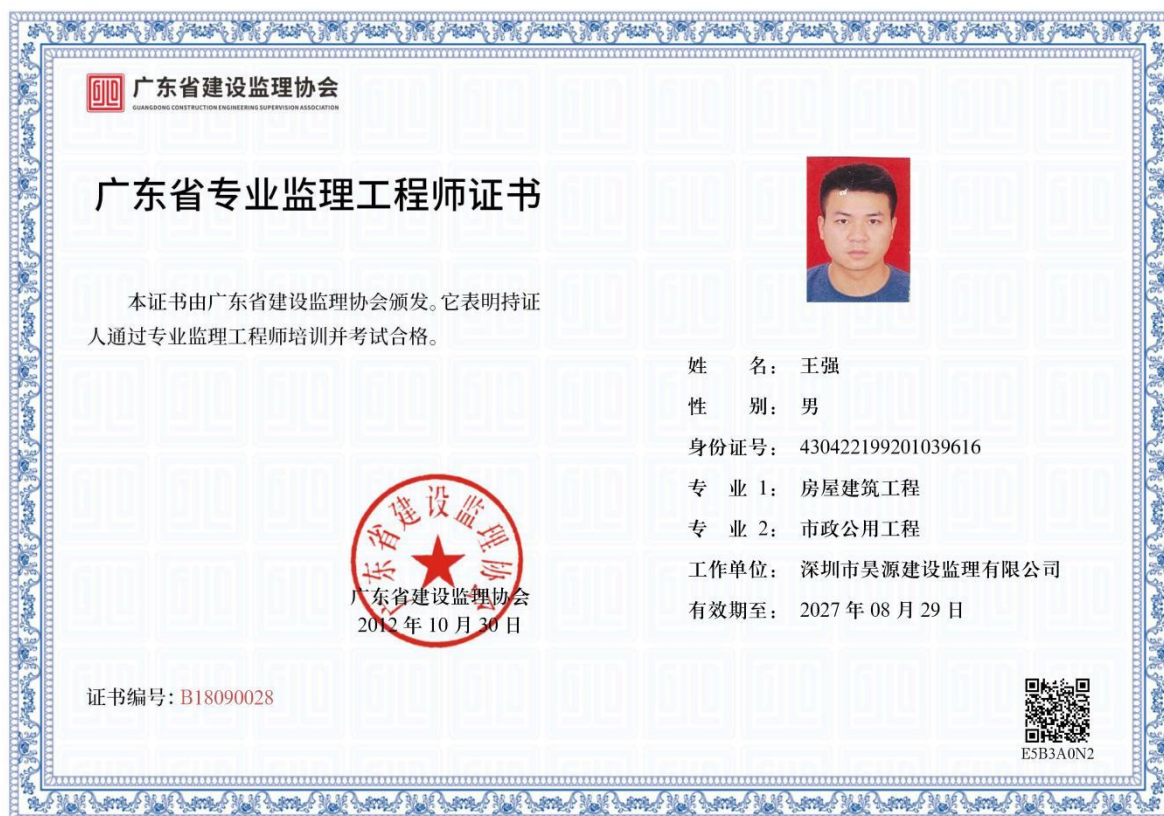 广东省建设监理协会
GUANGDONG CONSTRUCTION ENGINEERING SUPERVISION ASSOCIATION
广东省专业监理工程师证书
本证书由广东省建设监理协会颁发。它表明持证
人通过专业监理工程师培训并考试合格。
姓 名: 王强
性 别: 男
身份证号: 430422199201039616
专 业 1: 房屋建筑工程
专 业 2: 市政公用工程
工作单位: 深圳市昊源建设监理有限公司
有效期至: 2027 年 08 月 29 日
广东省建设监理协会
广东省建设监理协会
2012 年 10 月 30 日
证书编号: B18090028
E5B3A0N2